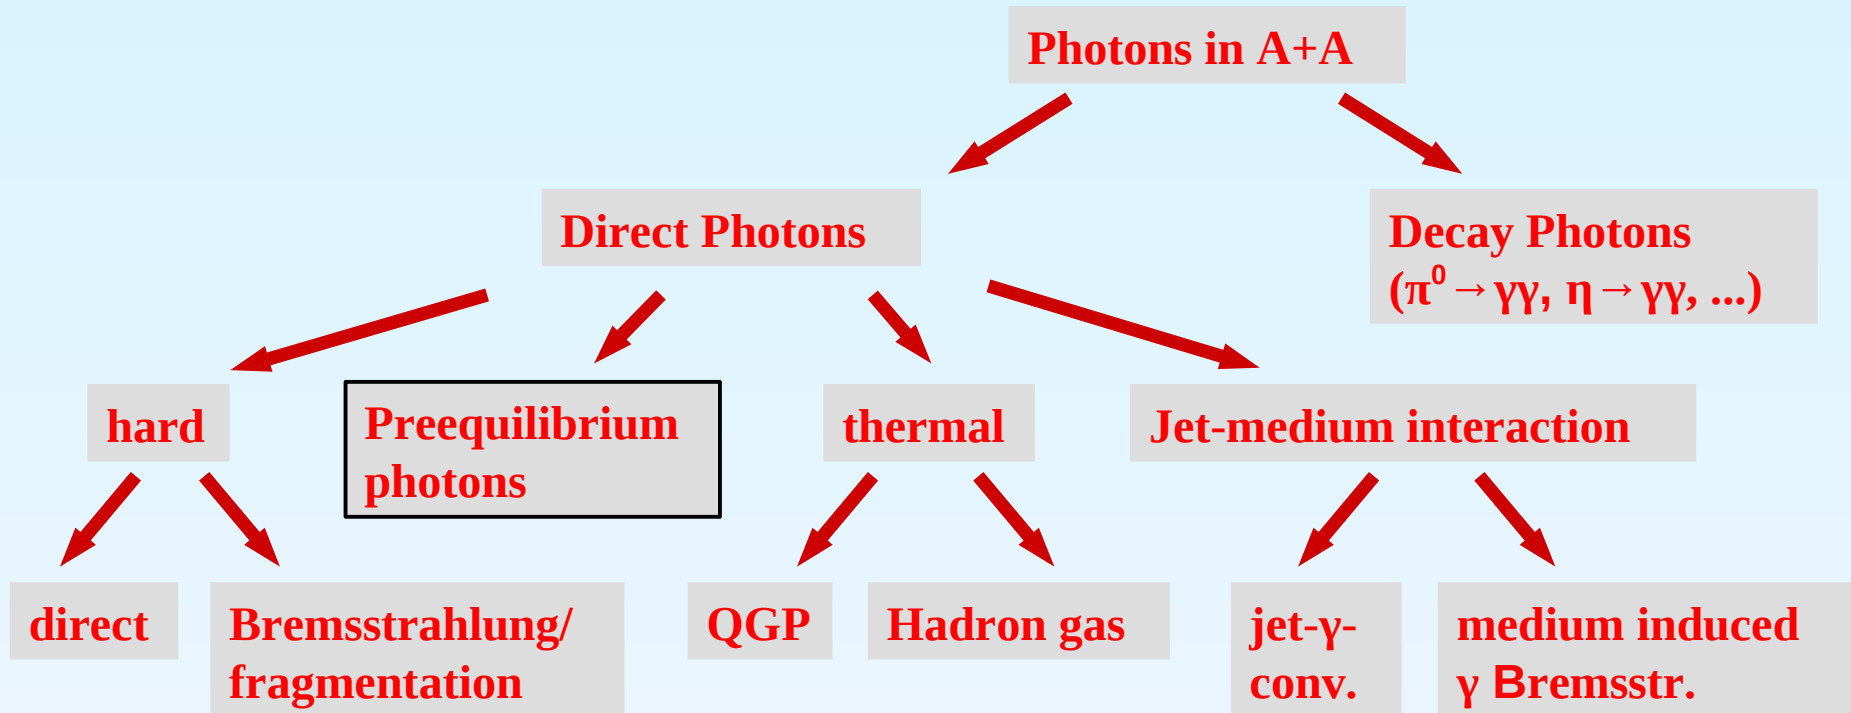 Photons in A+A
Direct Photons
Decay Photons
(π⁰→γγ, η→γγ, ...)
hard
Preequilibrium
photons
thermal
Jet-medium interaction
direct
Bremsstrahlung/
fragmentation
QGP
Hadron gas
jet-γ-
conv.
medium induced
γ Bremsstr.